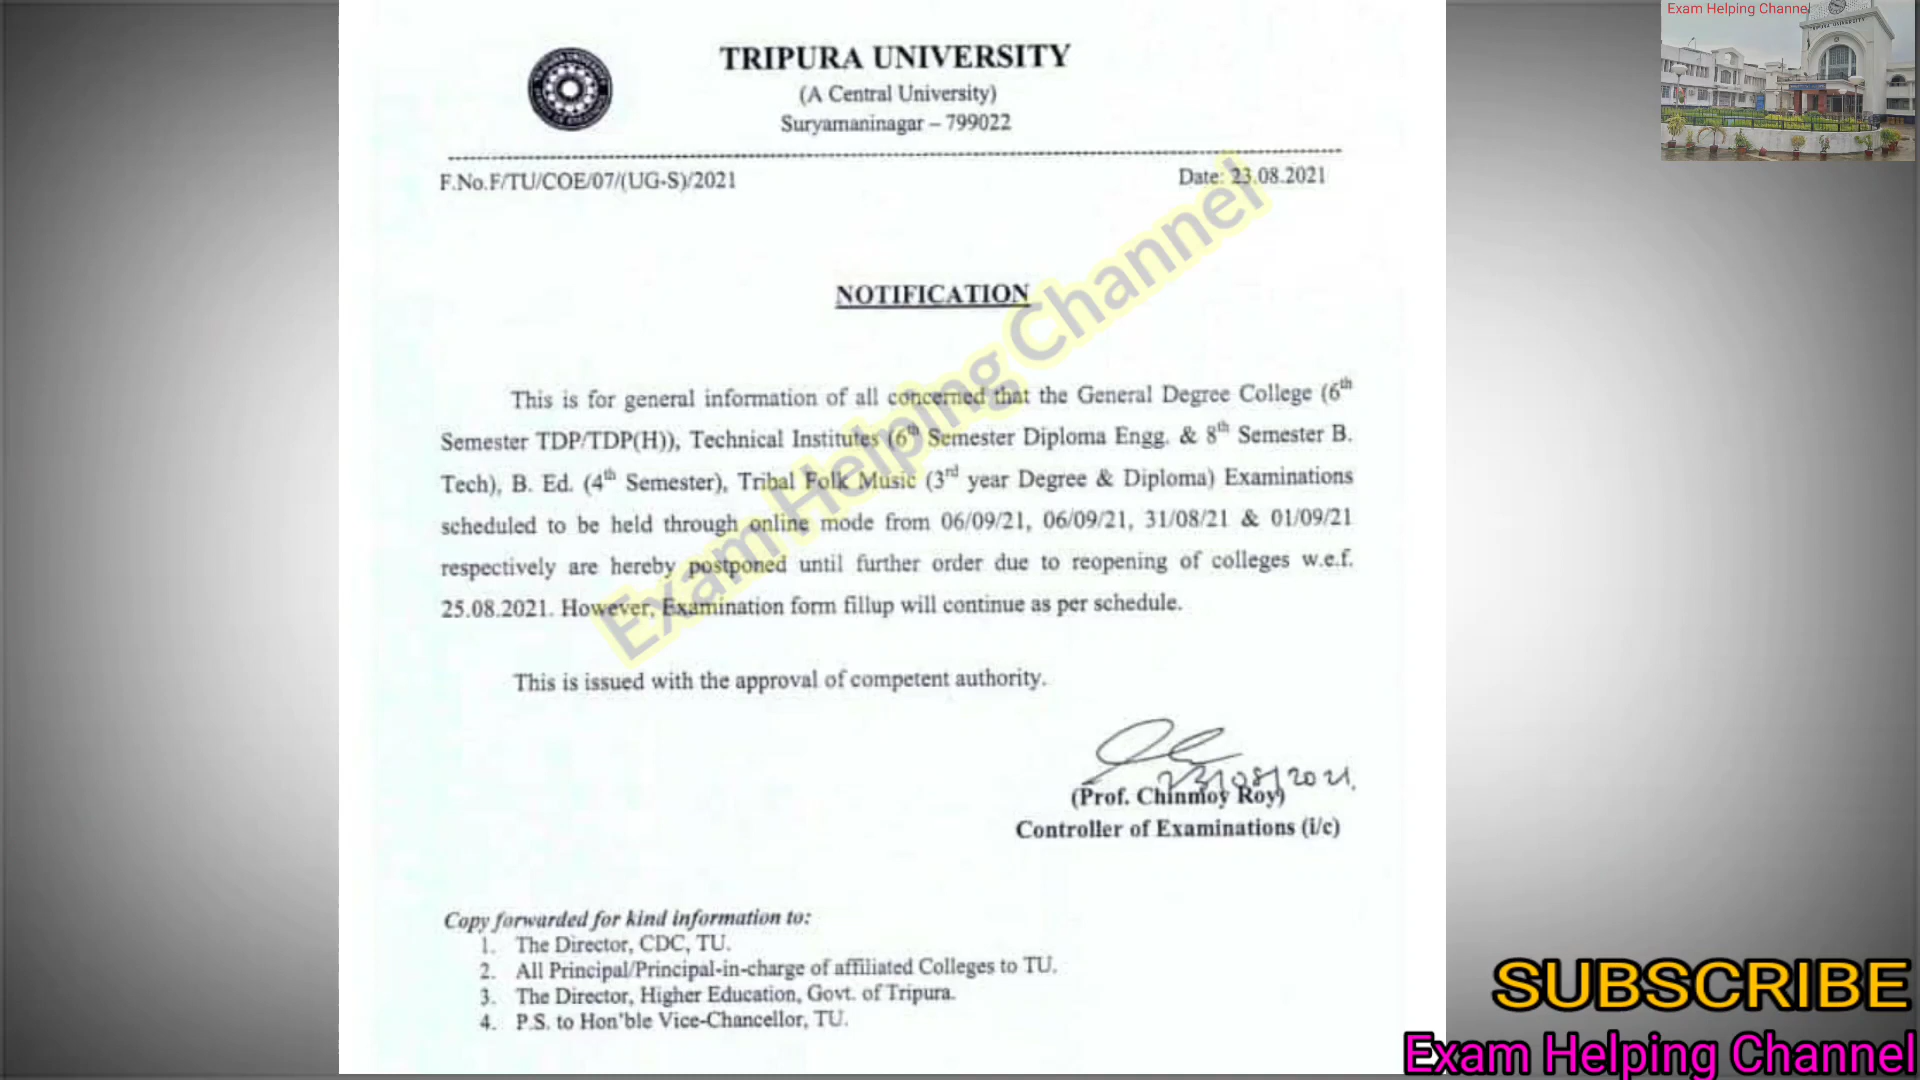 Exam Helping Channel
TRIPURA UNIVERSITY
TRIPURA UNIVERSITY
(A Central University)
Suryamaninagar – 799022
F.No.F/TU/COE/07/(UG-S)/2021
Date: 23.08.2021
NOTIFICATION
This is for general information of all concerned that the General Degree College (6th
Semester TDP/TDP(H)), Technical Institutes (6th Semester Diploma Engg. & 8th Semester B.
Tech), B. Ed. (4th Semester), Tribal Folk Music (3rd year Degree & Diploma) Examinations
scheduled to be held through online mode from 06/09/21, 06/09/21, 31/08/21 & 01/09/21
respectively are hereby postponed until further order due to reopening of colleges w.e.f.
25.08.2021. However, Examination form fillup will continue as per schedule.
This is issued with the approval of competent authority.
23/08/2021.
(Prof. Chinmoy Roy)
Controller of Examinations (i/c)
Copy forwarded for kind information to:
1. The Director, CDC, TU.
2. All Principal/Principal-in-charge of affiliated Colleges to TU.
3. The Director, Higher Education, Govt. of Tripura.
4. P.S. to Hon'ble Vice-Chancellor, TU.
Exam Helping Channel
SUBSCRIBE
Exam Helping Channel